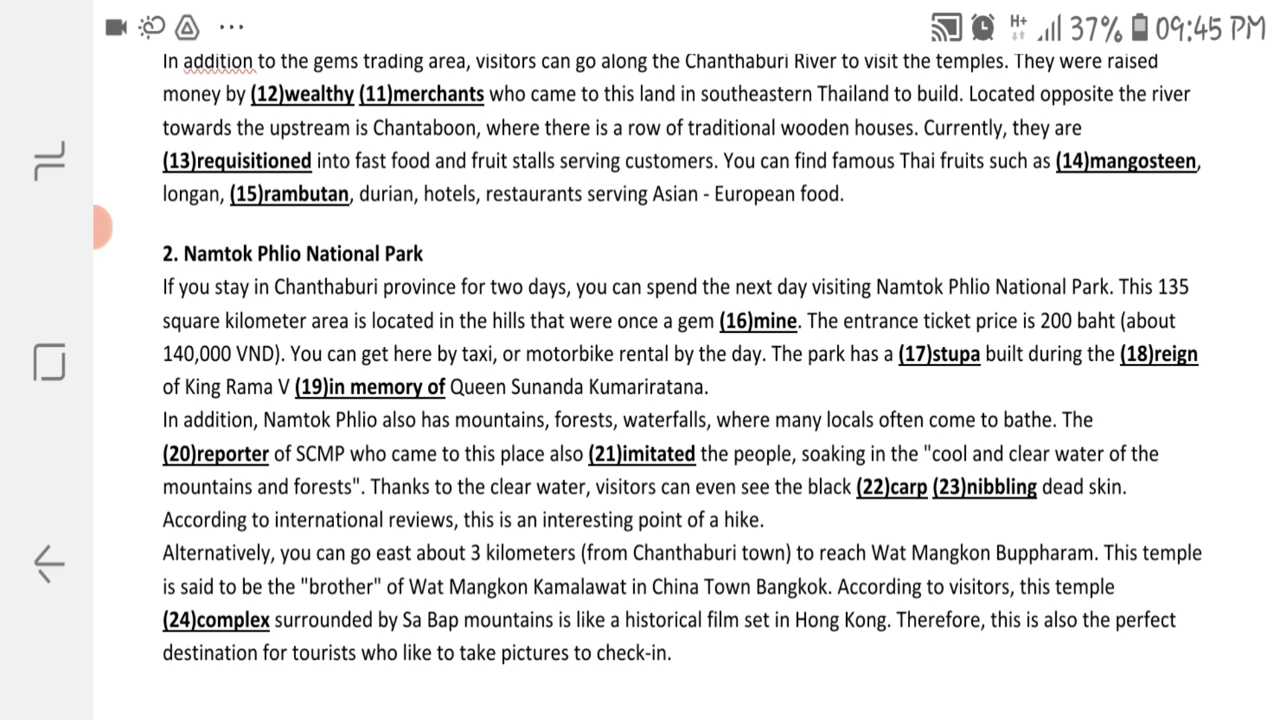 H+ 37% 09:45 PM
In addition to the gems trading area, visitors can go along the Chanthaburi River to visit the temples. They were raised
money by (12)wealthy (11)merchants who came to this land in southeastern Thailand to build. Located opposite the river
towards the upstream is Chantaboon, where there is a row of traditional wooden houses. Currently, they are
(13)requisitioned into fast food and fruit stalls serving customers. You can find famous Thai fruits such as (14)mangosteen,
longan, (15)rambutan, durian, hotels, restaurants serving Asian - European food.
2. Namtok Phlio National Park
If you stay in Chanthaburi province for two days, you can spend the next day visiting Namtok Phlio National Park. This 135
square kilometer area is located in the hills that were once a gem (16)mine. The entrance ticket price is 200 baht (about
140,000 VND). You can get here by taxi, or motorbike rental by the day. The park has a (17)stupa built during the (18)reign
of King Rama V (19)in memory of Queen Sunanda Kumariratana.
In addition, Namtok Phlio also has mountains, forests, waterfalls, where many locals often come to bathe. The
(20)reporter of SCMP who came to this place also (21)imitated the people, soaking in the "cool and clear water of the
mountains and forests". Thanks to the clear water, visitors can even see the black (22)carp (23)nibbling dead skin.
According to international reviews, this is an interesting point of a hike.
Alternatively, you can go east about 3 kilometers (from Chanthaburi town) to reach Wat Mangkon Buppharam. This temple
is said to be the "brother" of Wat Mangkon Kamalawat in China Town Bangkok. According to visitors, this temple
(24)complex surrounded by Sa Bap mountains is like a historical film set in Hong Kong. Therefore, this is also the perfect
destination for tourists who like to take pictures to check-in.